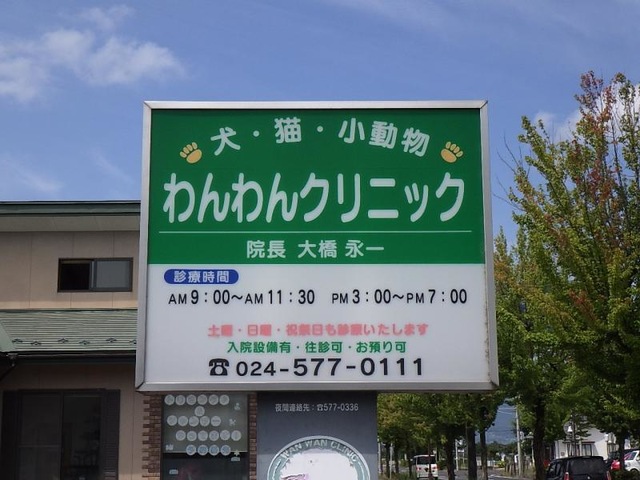 犬・猫・小動物
わんわんクリニック
院長 大橋 永一
診療時間
AM 9：00〜AM 11：30 PM 3：00〜PM 7：00
土曜・日曜・祝祭日も診療いたします
入院設備有・往診可・お預り可
☎024-577-0111
夜間連絡先：☎577-0336
WAN WAN CLINIC